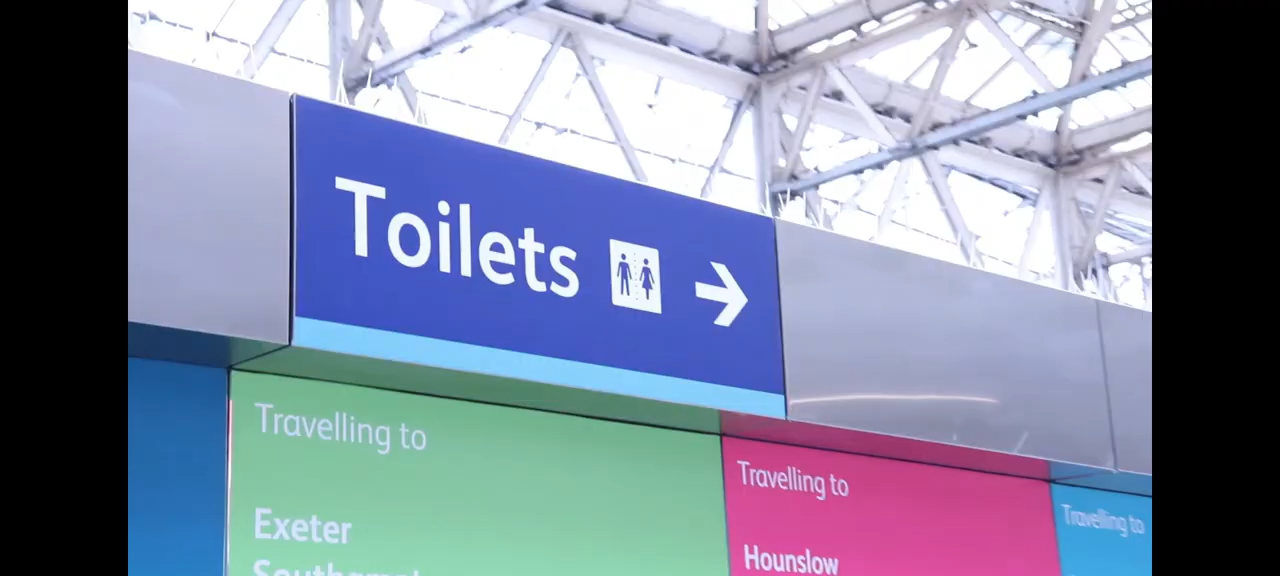 Toilets
Travelling to
Exeter
Travelling to
Hounslow
Travelling to